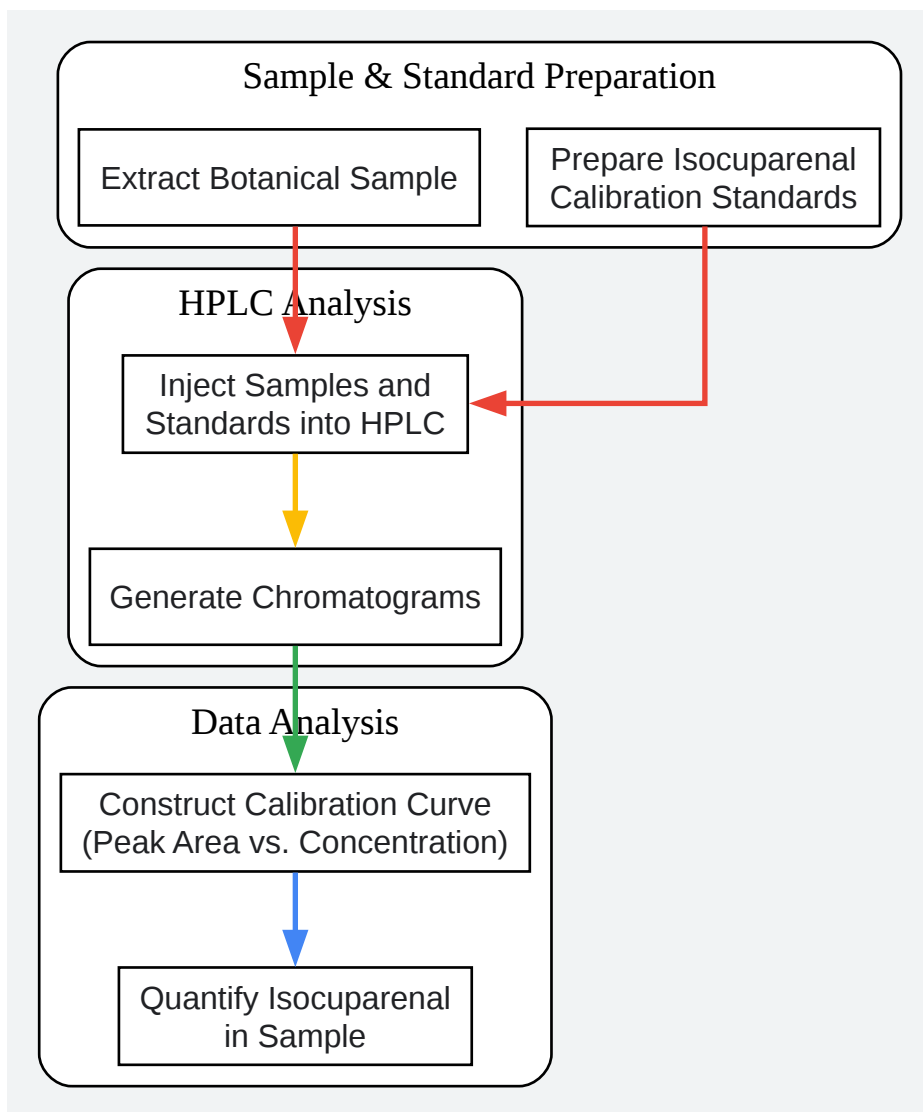 Sample & Standard Preparation
Extract Botanical Sample
Prepare Isocuparenal
Calibration Standards
HPLC Analysis
Inject Samples and
Standards into HPLC
Generate Chromatograms
Data Analysis
Construct Calibration Curve
(Peak Area vs. Concentration)
Quantify Isocuparenal
in Sample